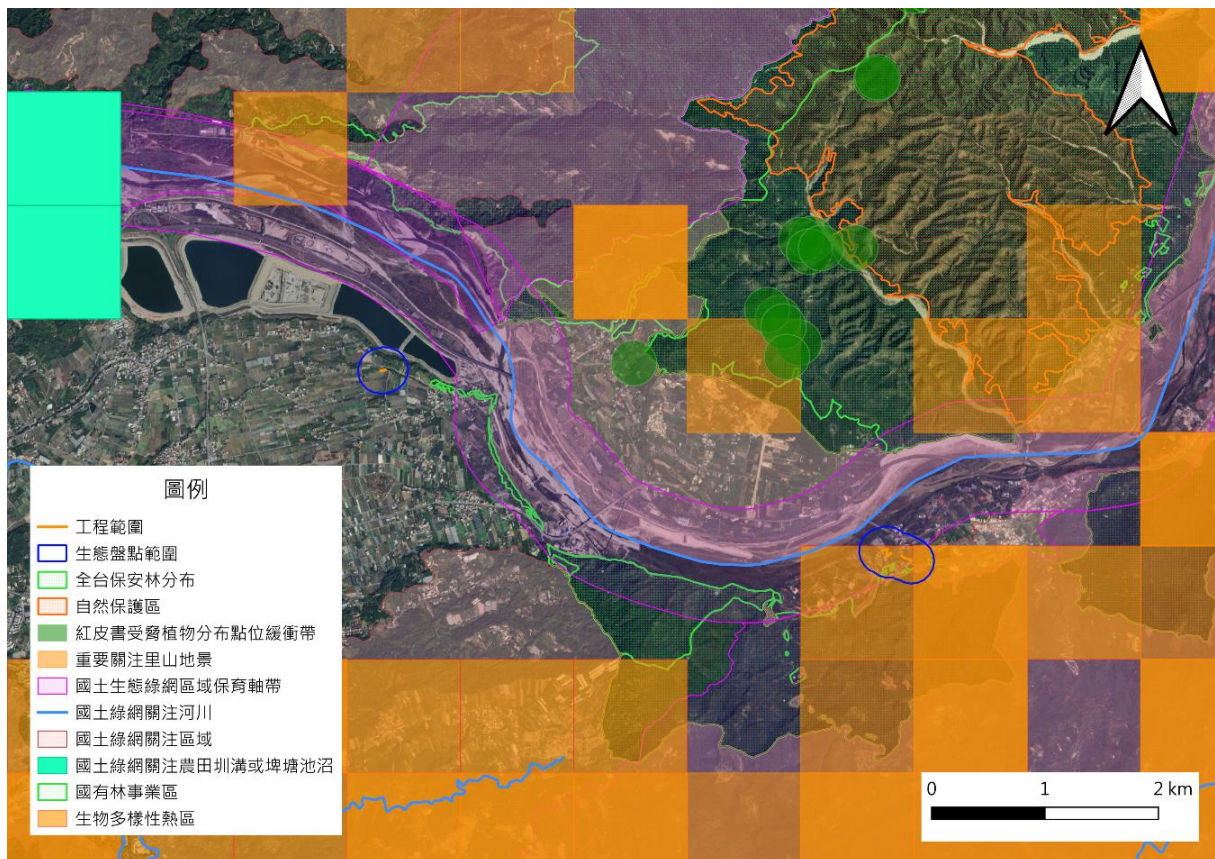 圖例
工程範圍
生態盤點範圍
全台保安林分布
自然保護區
紅皮書受脅植物分布點位緩衝帶
重要關注里山地景
國土生態綠網區域保育軸帶
國土綠網關注河川
國土綠網關注區域
國土綠網關注農田圳溝或埤塘池沼
國有林事業區
生物多樣性熱區
0 1 2 km